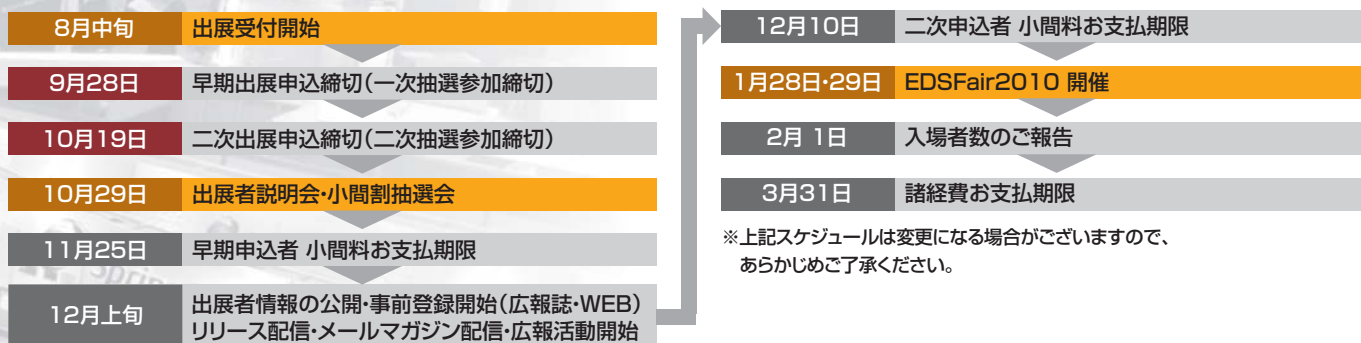 8月中旬 出展受付開始
9月28日 早期出展申込締切(一次抽選参加締切)
10月19日 二次出展申込締切(二次抽選参加締切)
10月29日 出展者説明会・小間割抽選会
11月25日 早期申込者 小間料お支払期限
12月上旬 出展者情報の公開・事前登録開始(広報誌・WEB)
リリース配信・メールマガジン配信・広報活動開始
12月10日 二次申込者 小間料お支払期限
1月28日・29日 EDSFair2010 開催
2月 1日 入場者数のご報告
3月31日 諸経費お支払期限
※上記スケジュールは変更になる場合がございますので、
あらかじめご了承ください。